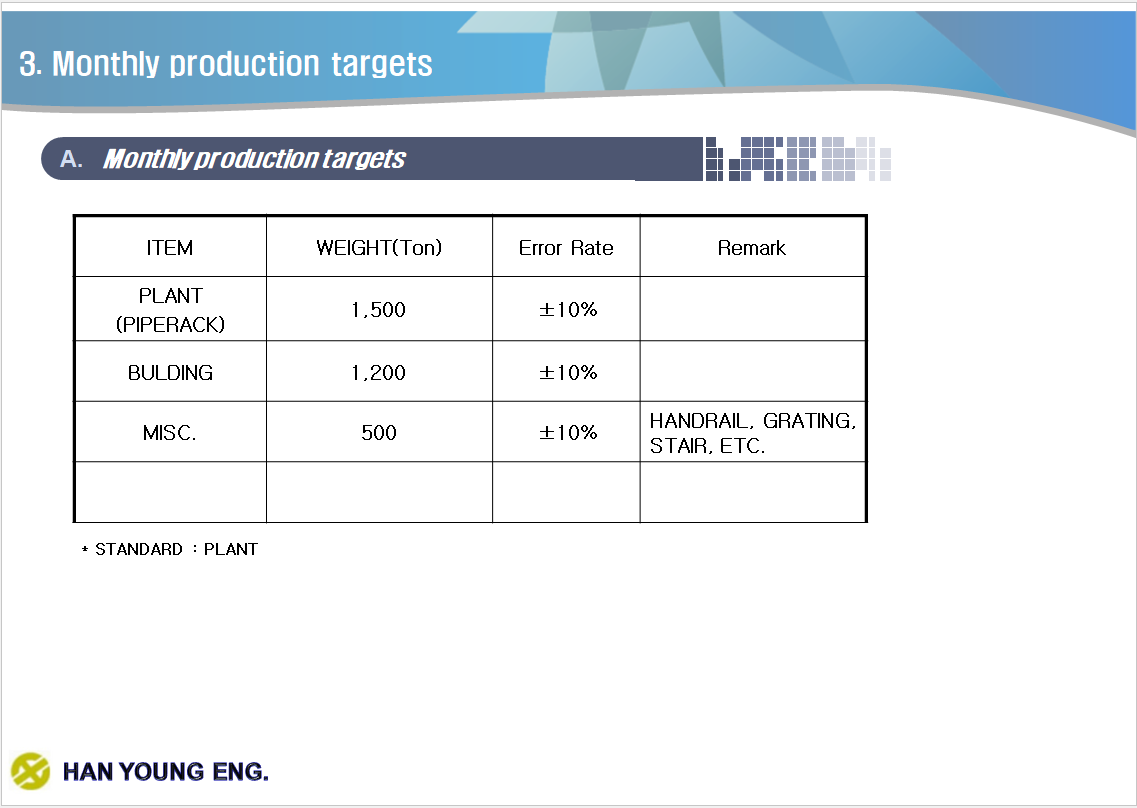 3. Monthly production targets
A. Monthly production targets
ITEM WEIGHT(Ton) Error Rate Remark
PLANT
(PIPERACK) 1,500 ±10%
BULDING 1,200 ±10%
MISC. 500 ±10% HANDRAIL, GRATING,
STAIR, ETC.
* STANDARD : PLANT
HAN YOUNG ENG.